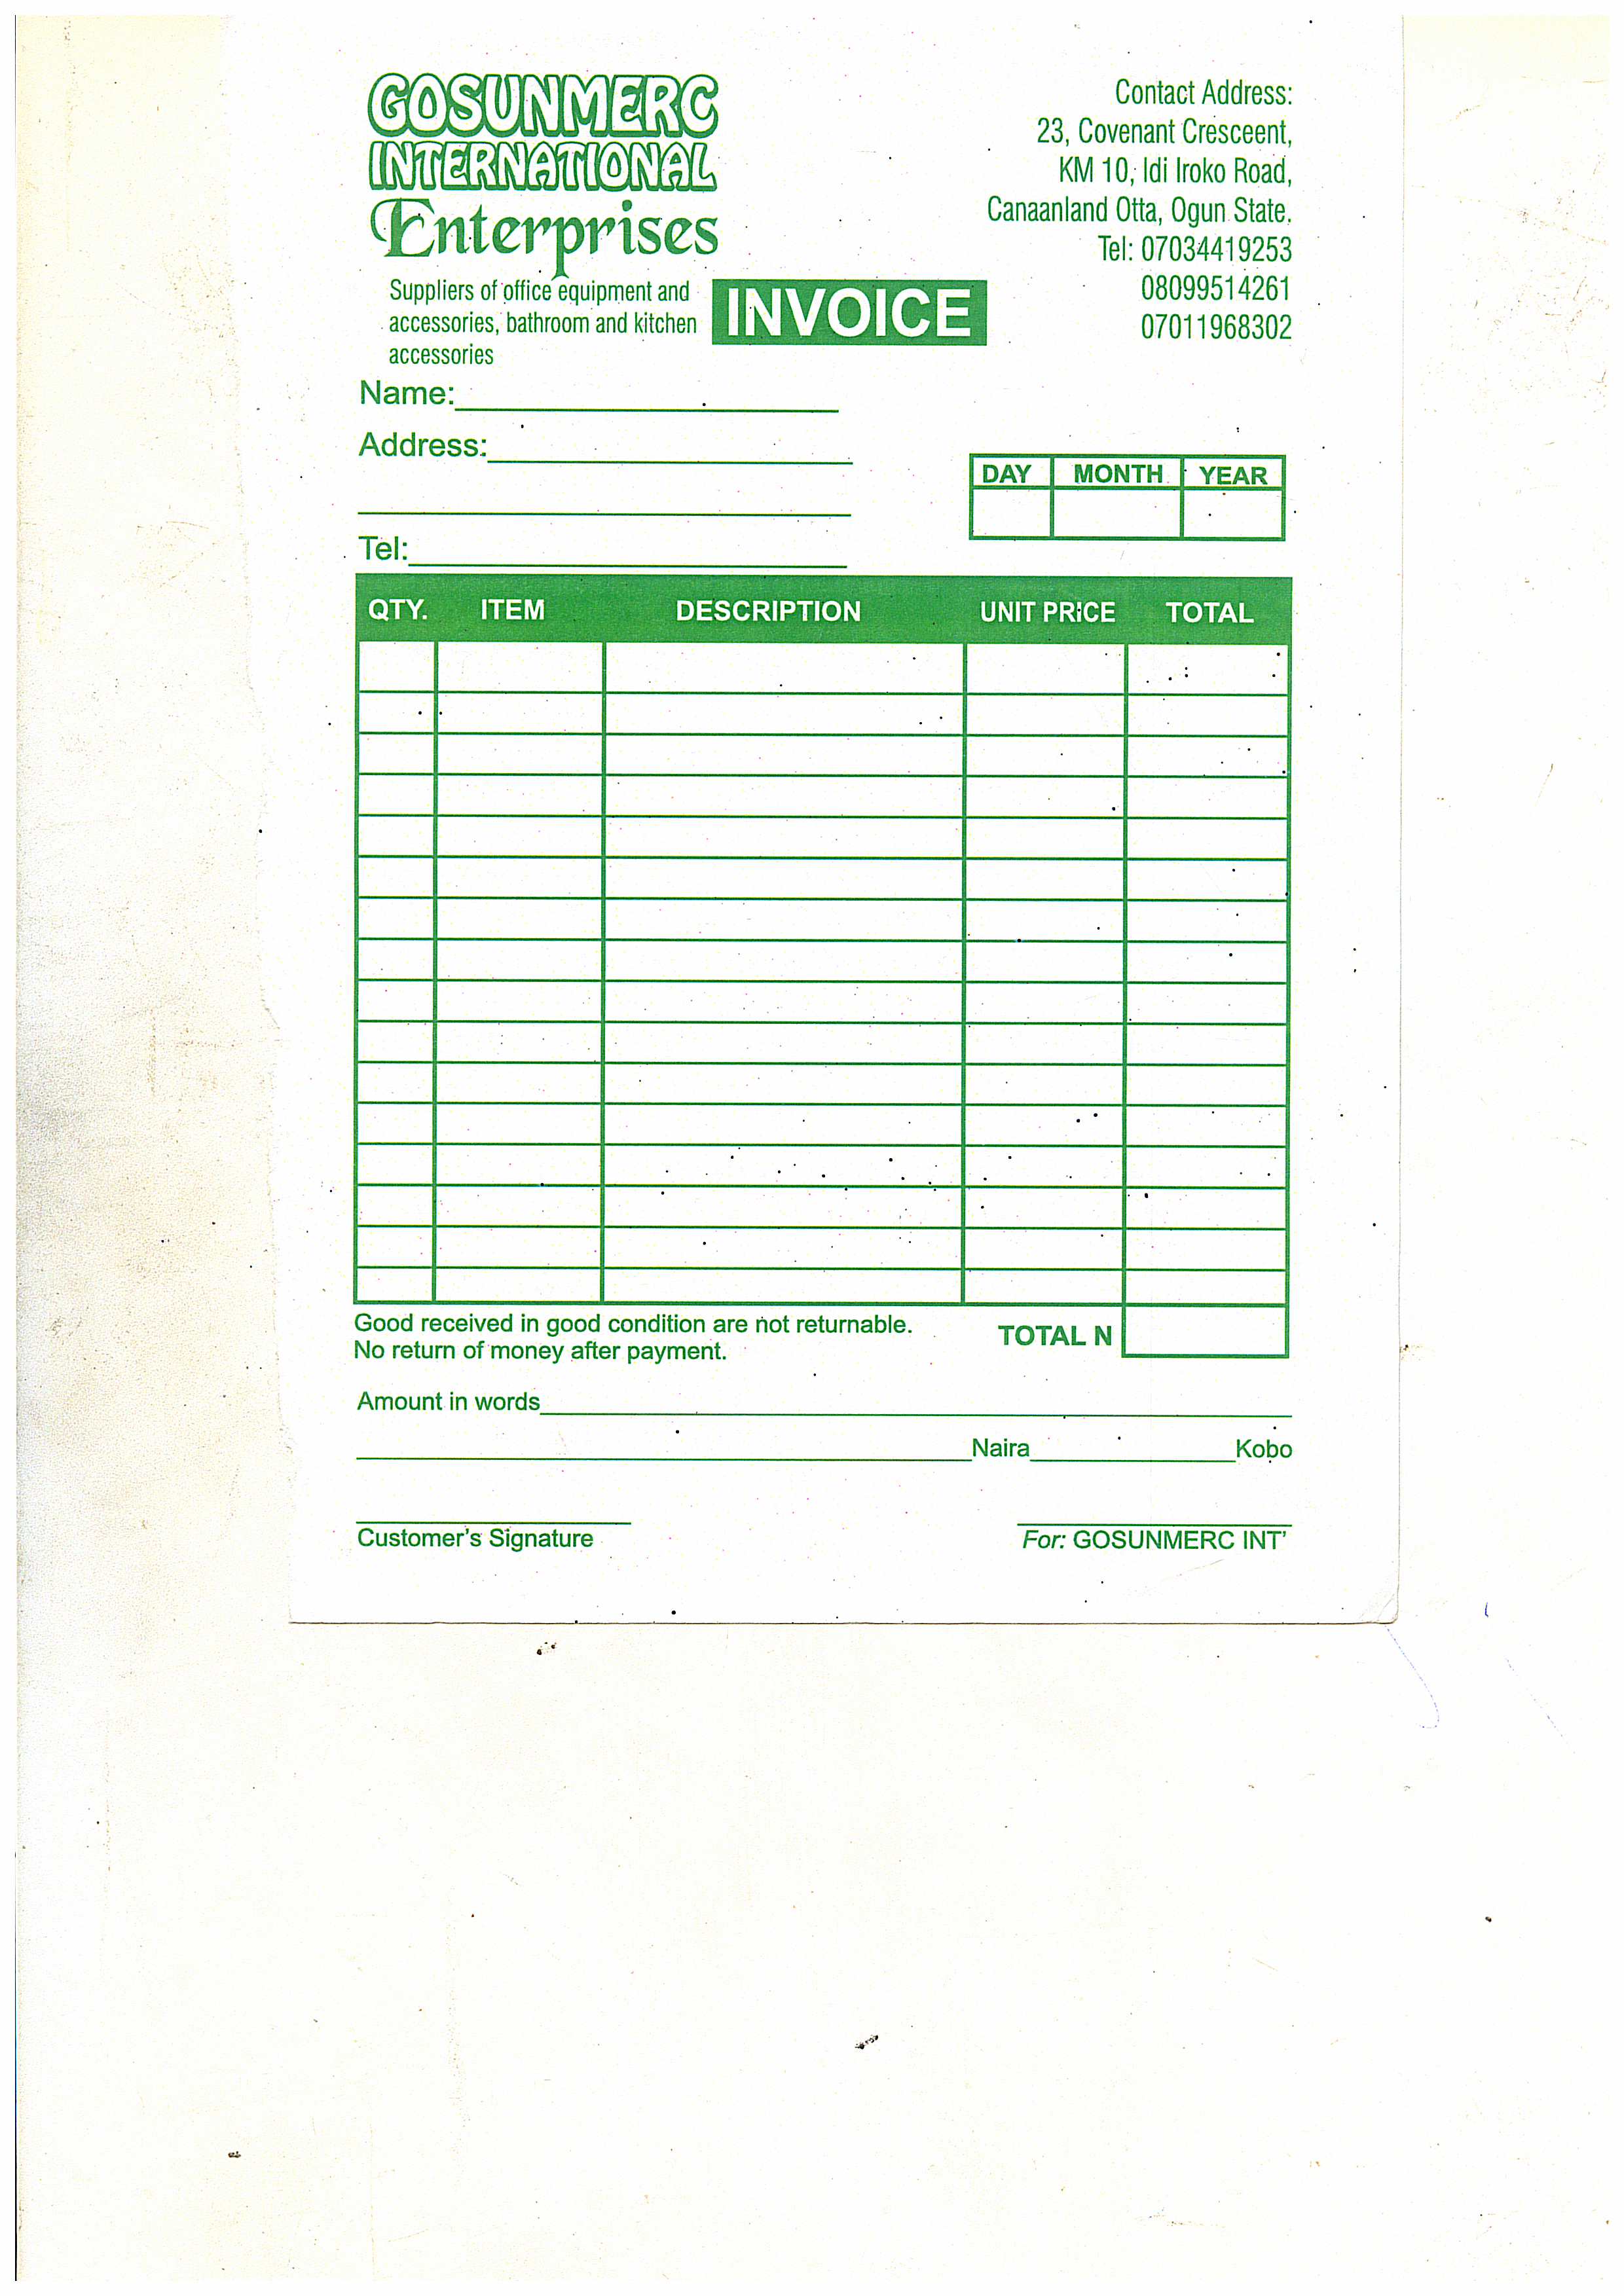 GOSUNMERC
INTERNATIONAL
Enterprises
Suppliers of office equipment and
accessories, bathroom and kitchen
accessories
INVOICE
Contact Address:
23, Covenant Cresceent,
KM 10, Idi Iroko Road,
Canaanland Otta, Ogun State.
Tel: 07034419253
08099514261
07011968302
Name:
Address:
Tel:
DAY MONTH YEAR
QTY. ITEM DESCRIPTION UNIT PRICE TOTAL
Good received in good condition are not returnable.
No return of money after payment.
TOTAL N
Amount in words
Naira Kobo
Customer's Signature
For: GOSUNMERC INT'